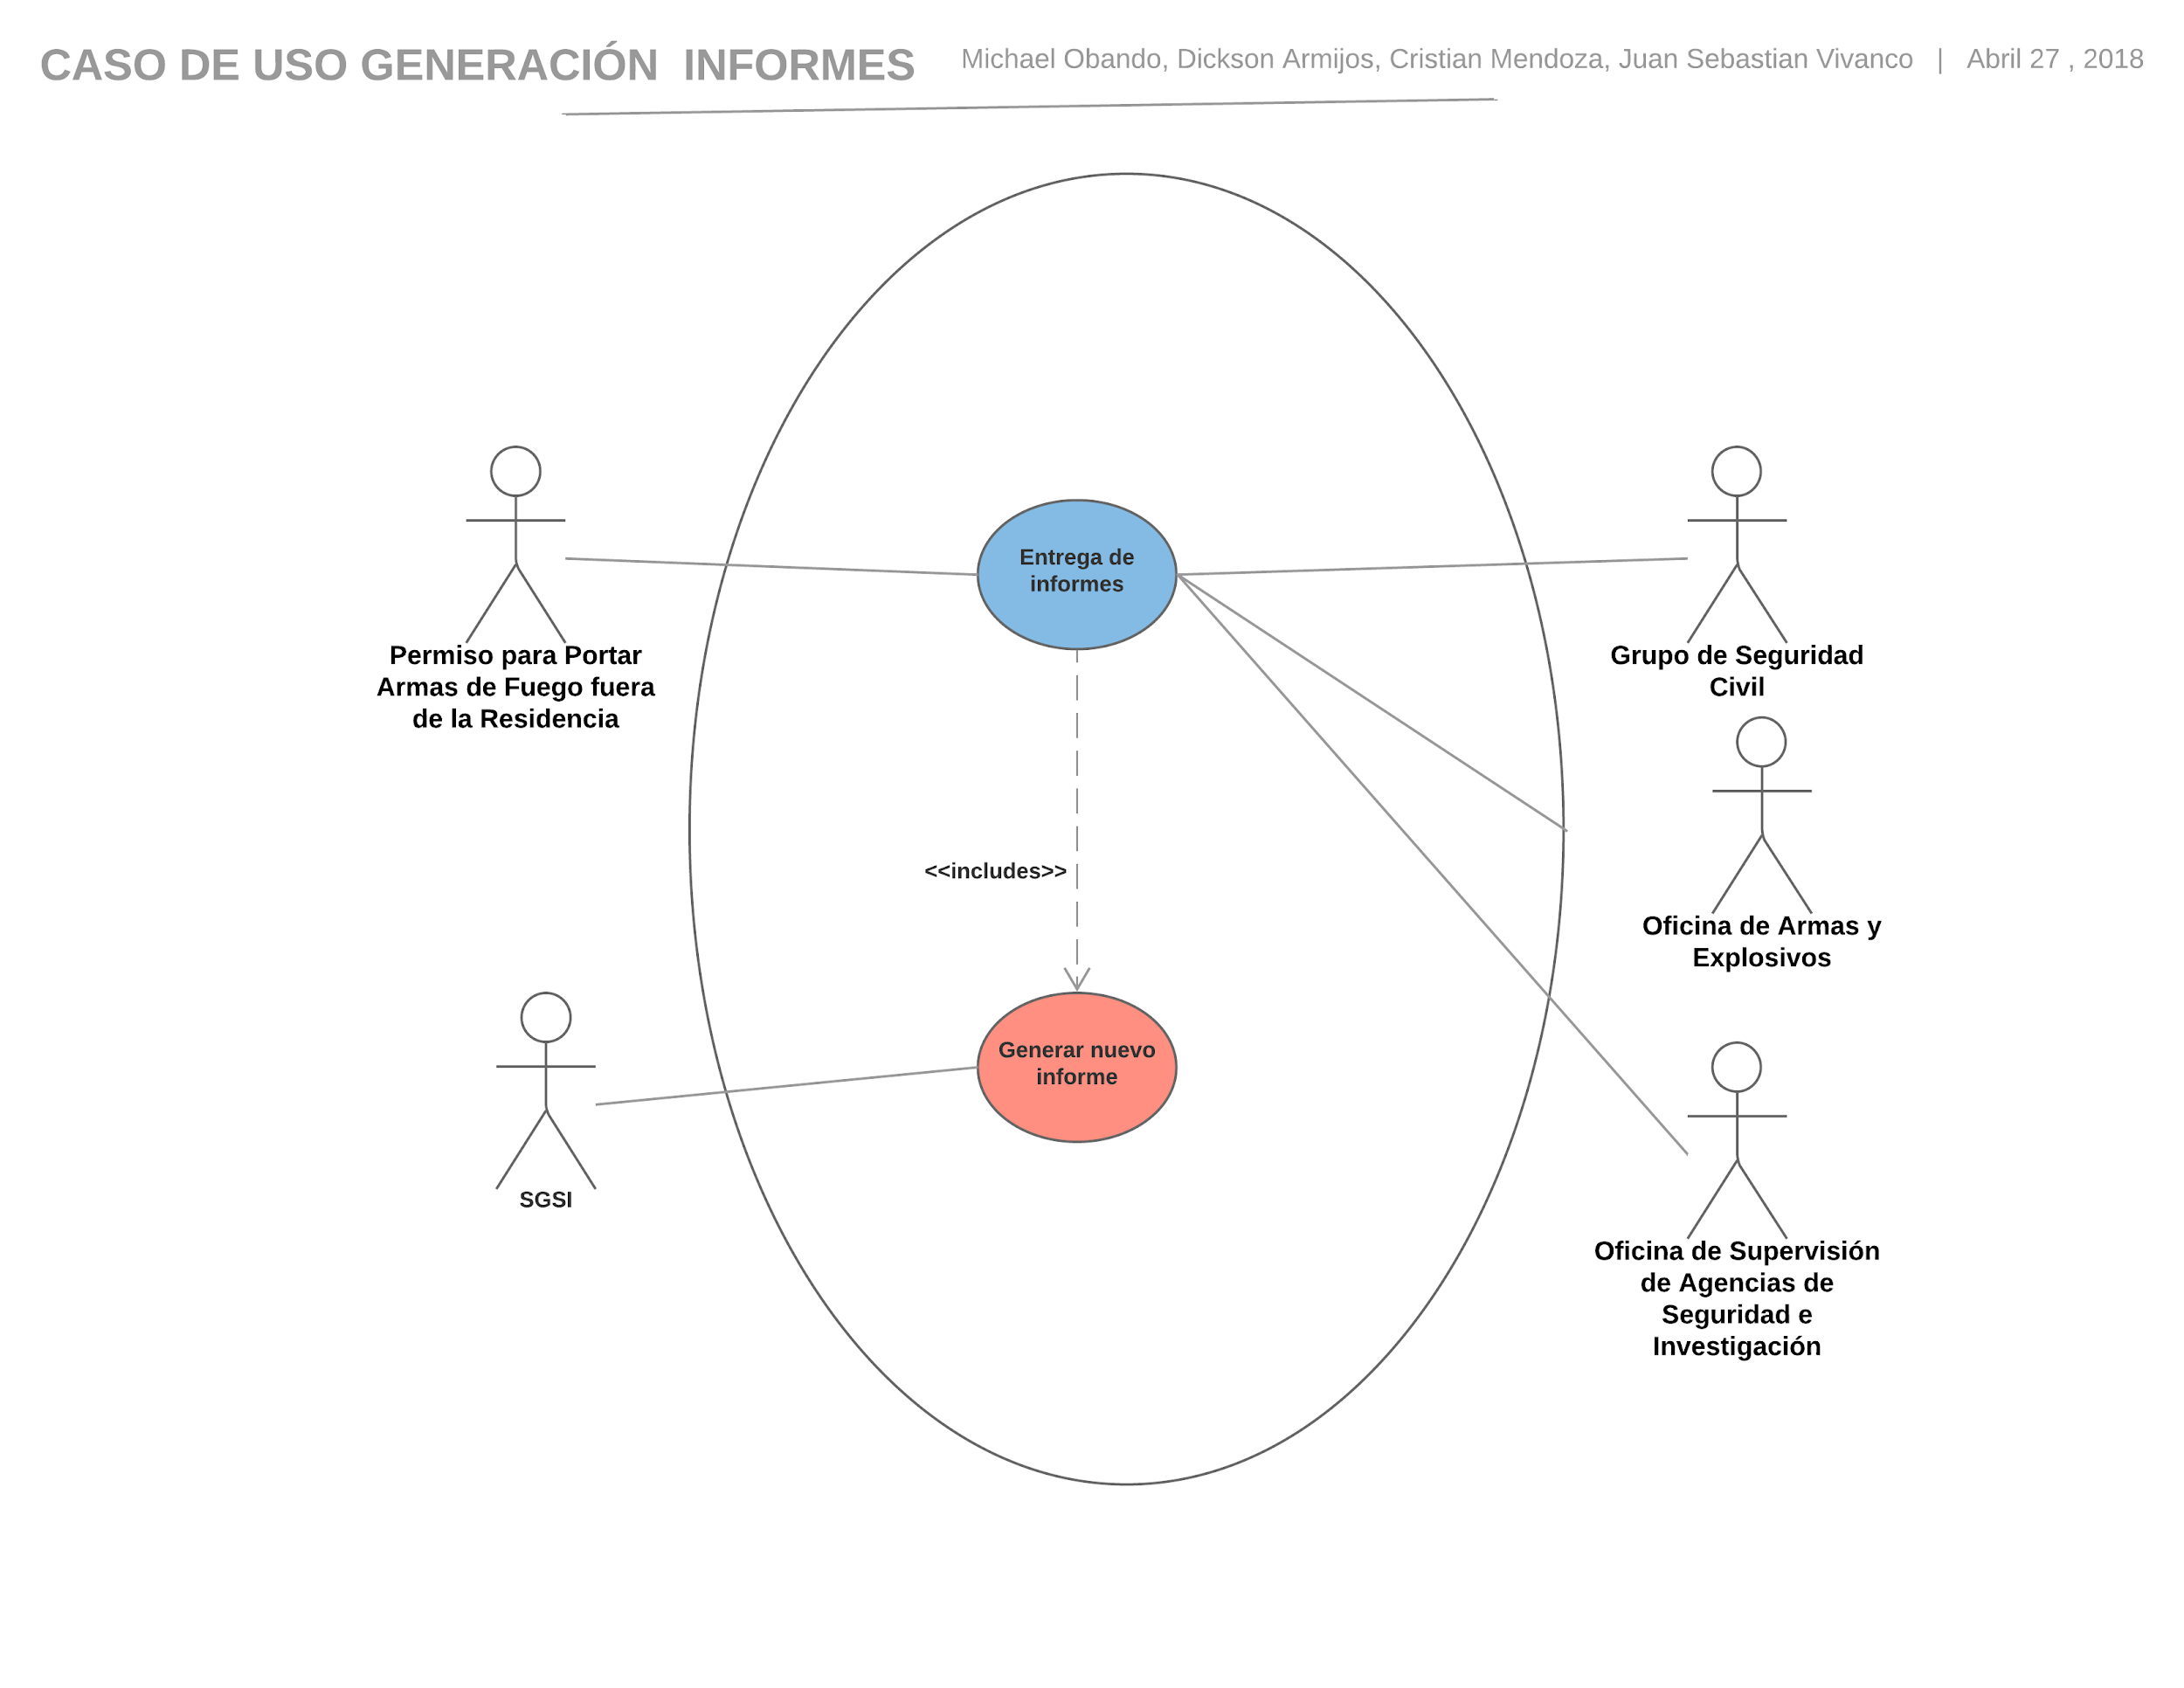 CASO DE USO GENERACIÓN  INFORMES
Michael Obando, Dickson Armijos, Cristian Mendoza, Juan Sebastian Vivanco | Abril 27 , 2018
Entrega de
informes
Permiso para Portar
Armas de Fuego fuera
de la Residencia
Grupo de Seguridad
Civil
<<includes>>
Oficina de Armas y
Explosivos
Generar nuevo
informe
SGSI
Oficina de Supervisión
de Agencias de
Seguridad e
Investigación